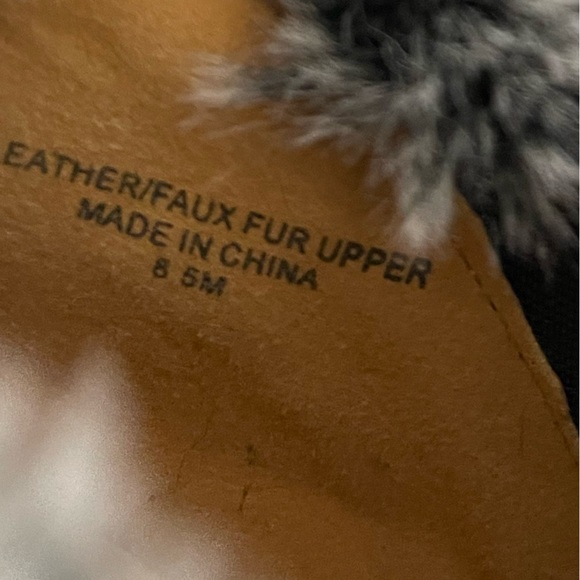 EATHER/FAUX FUR UPPER
MADE IN CHINA
8 5M